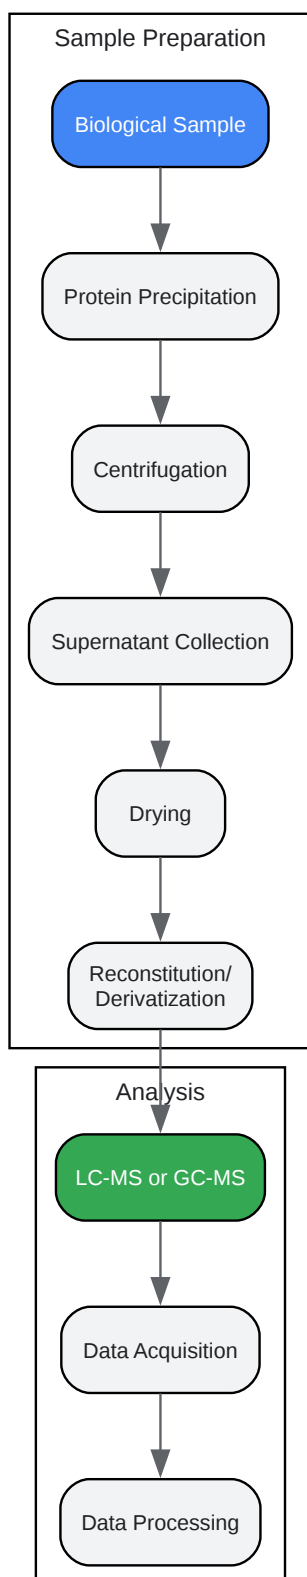 Sample Preparation
Biological Sample
Protein Precipitation
Centrifugation
Supernatant Collection
Drying
Reconstitution/
Derivatization
Analysis
LC-MS or GC-MS
Data Acquisition
Data Processing